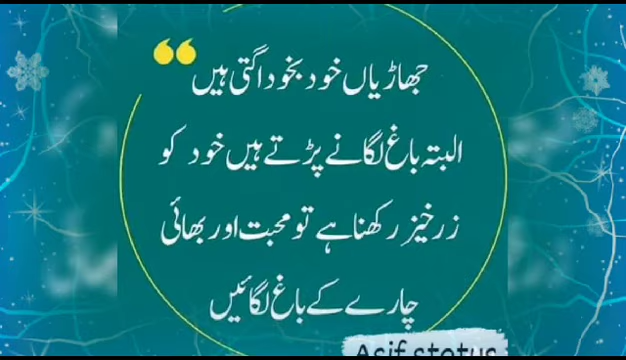 جھاڑیاں خود بخود اگتی ہیں
البتہ باغ لگانے پڑتے ہیں خود کو
زرخیز رکھنا ہے تو محبت اور بھائی
چارے کے باغ لگائیں
Asif status